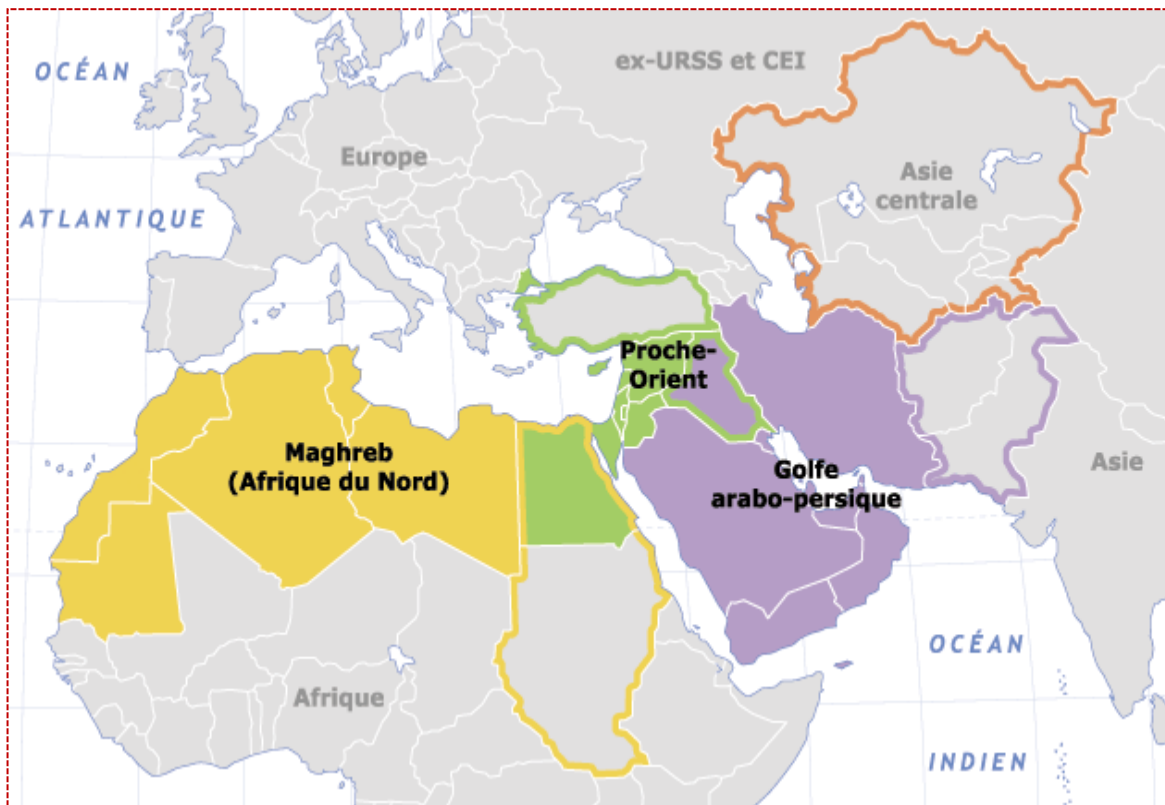 OCÉAN
ATLANTIQUE
Europe
ex-URSS et CEI
Asie
centrale
Proche-
Orient
Maghreb
(Afrique du Nord)
Golfe
arabo-persique
Asie
Afrique
OCÉAN
INDIEN